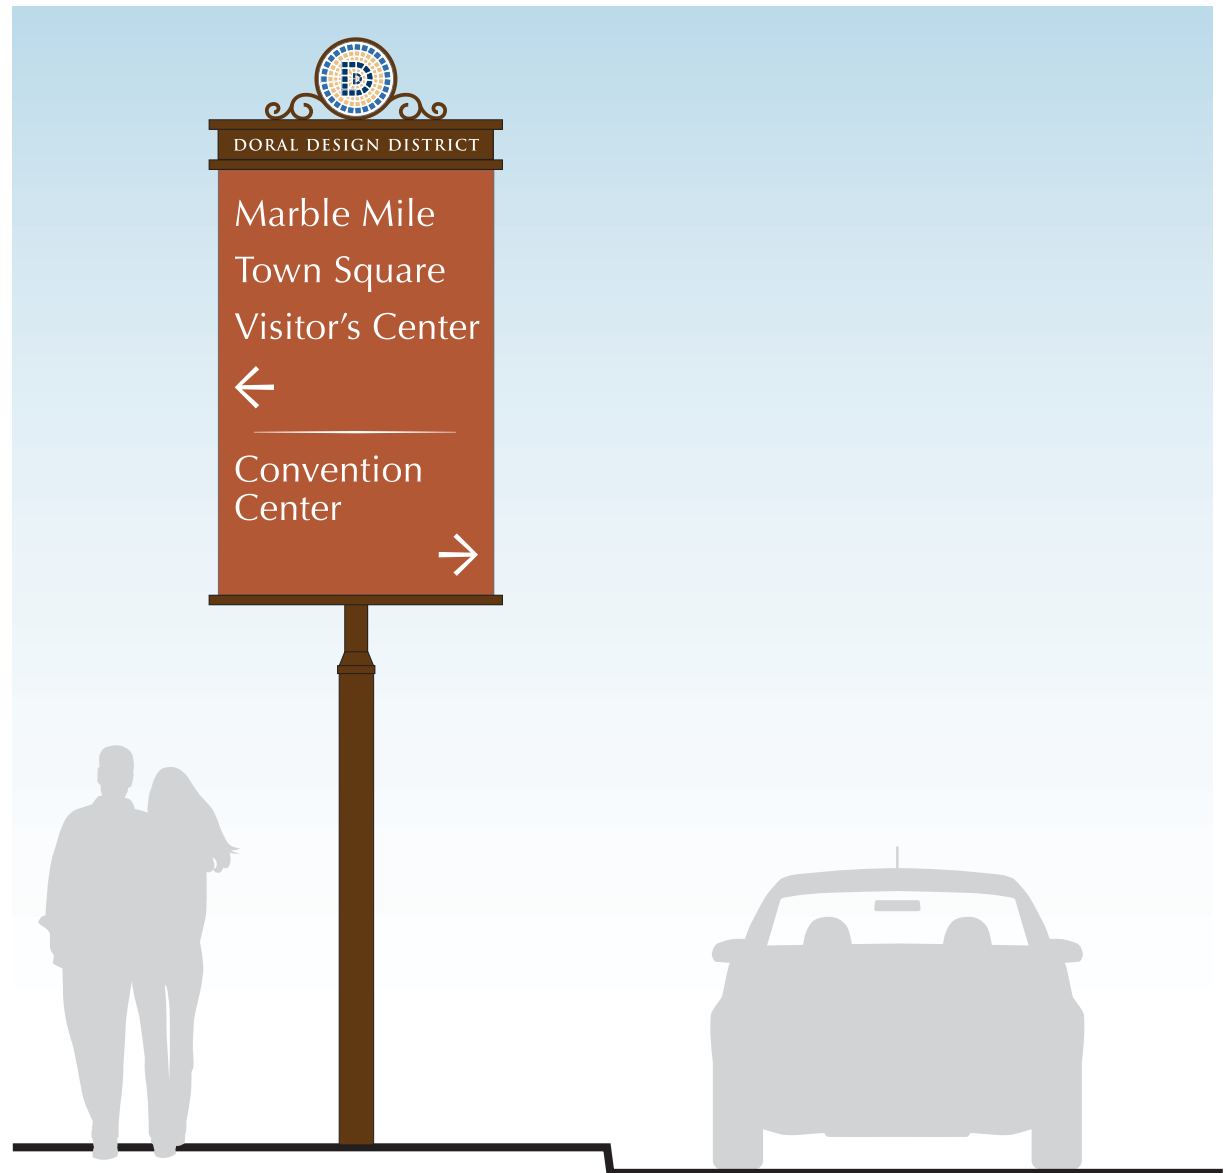 D
DORAL DESIGN DISTRICT
Marble Mile
Town Square
Visitor’s Center
Convention
Center